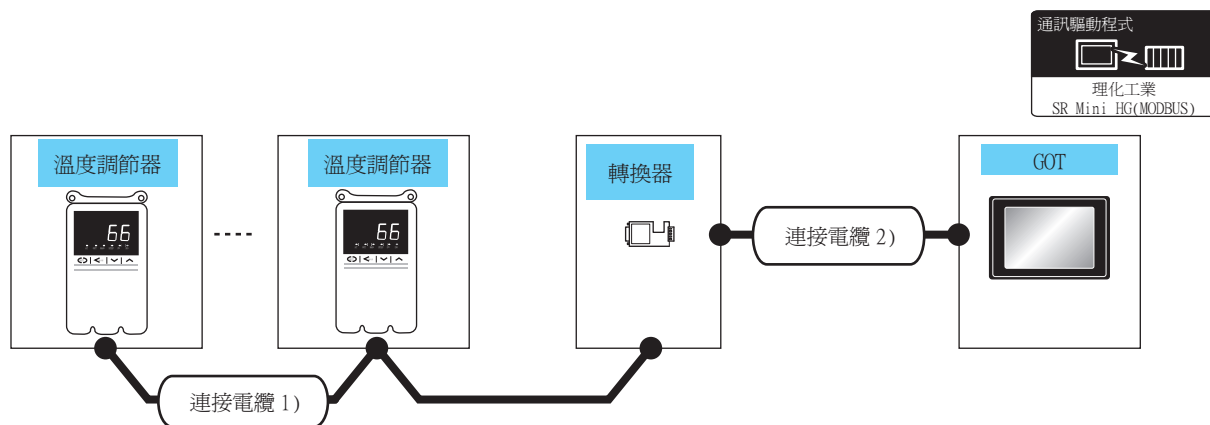 通訊驅動程式
理化工業
SR Mini HG(MODBUS)
溫度調節器
溫度調節器
轉換器
GOT
66
66
連接電纜 2)
連接電纜 1)